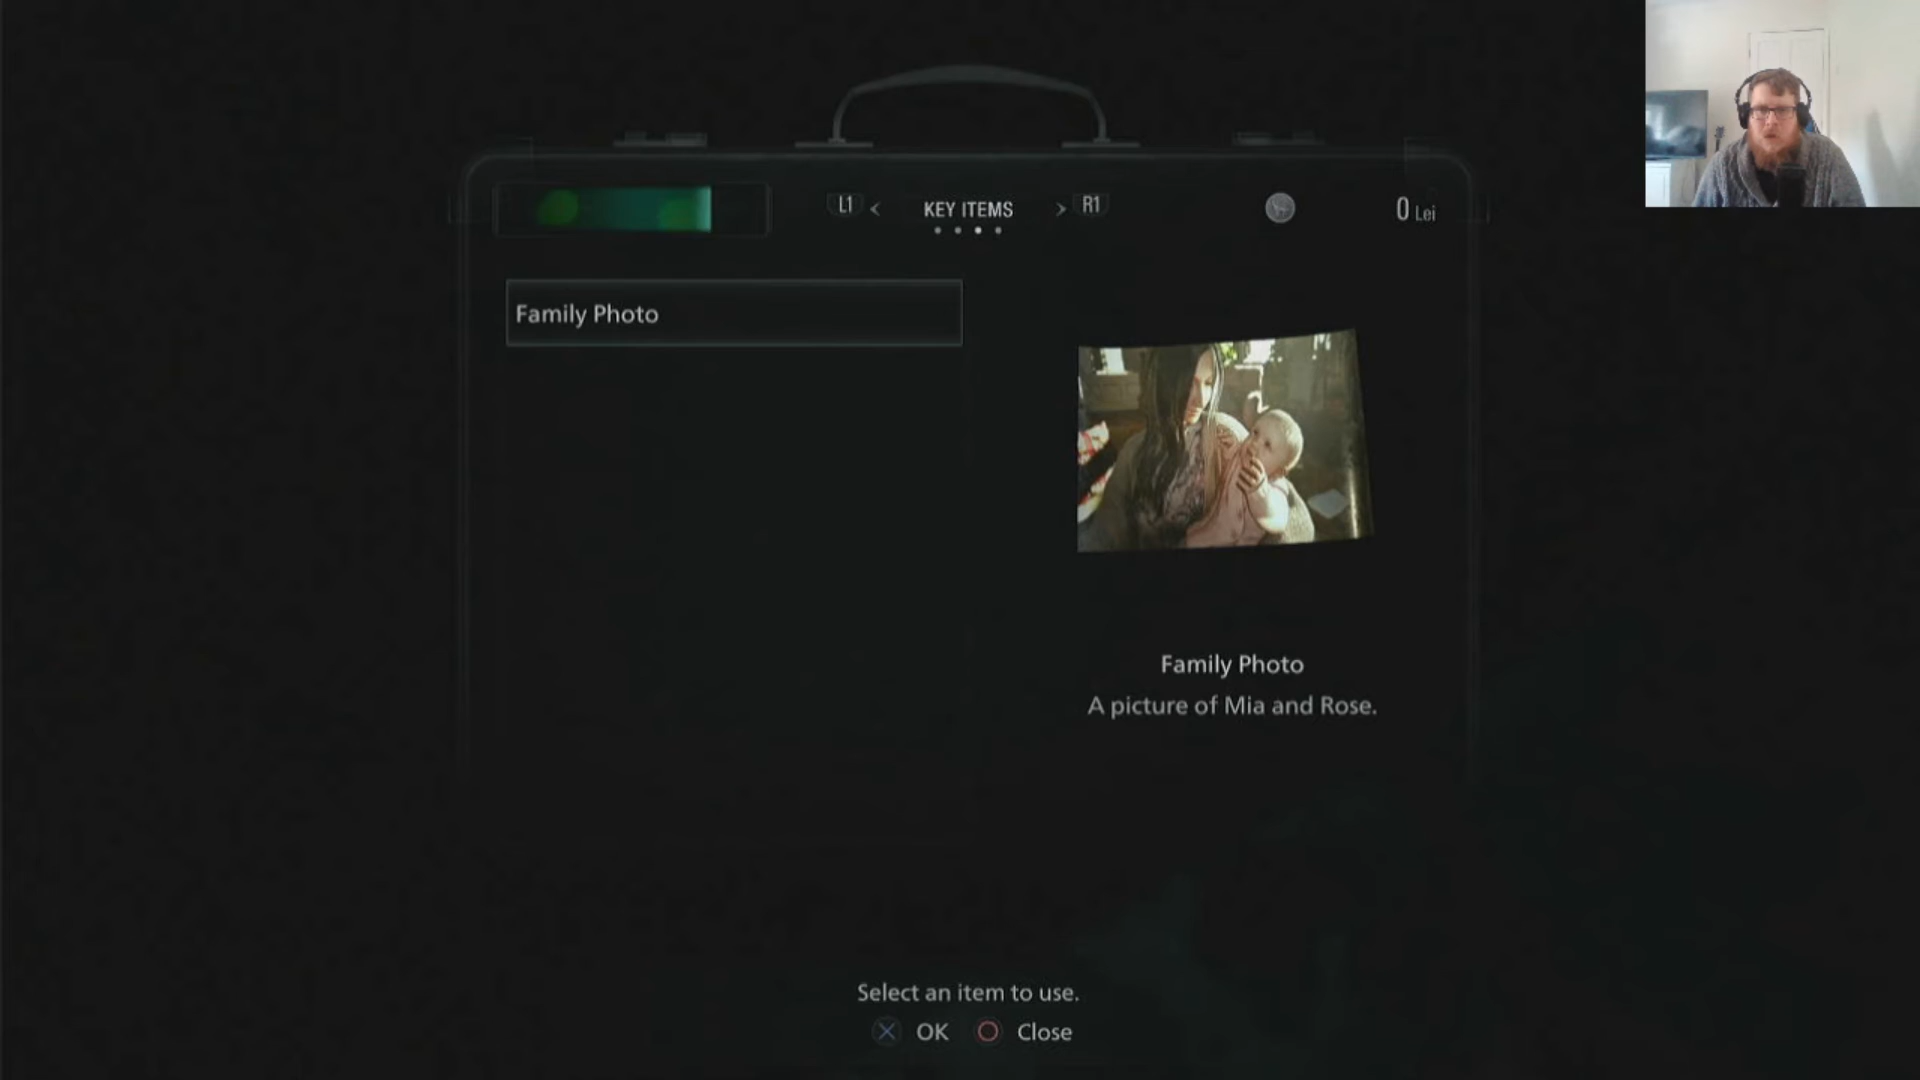 L1 < KEY ITEMS > R1
0 Lei
Family Photo
Family Photo
A picture of Mia and Rose.
Select an item to use.
OK Close